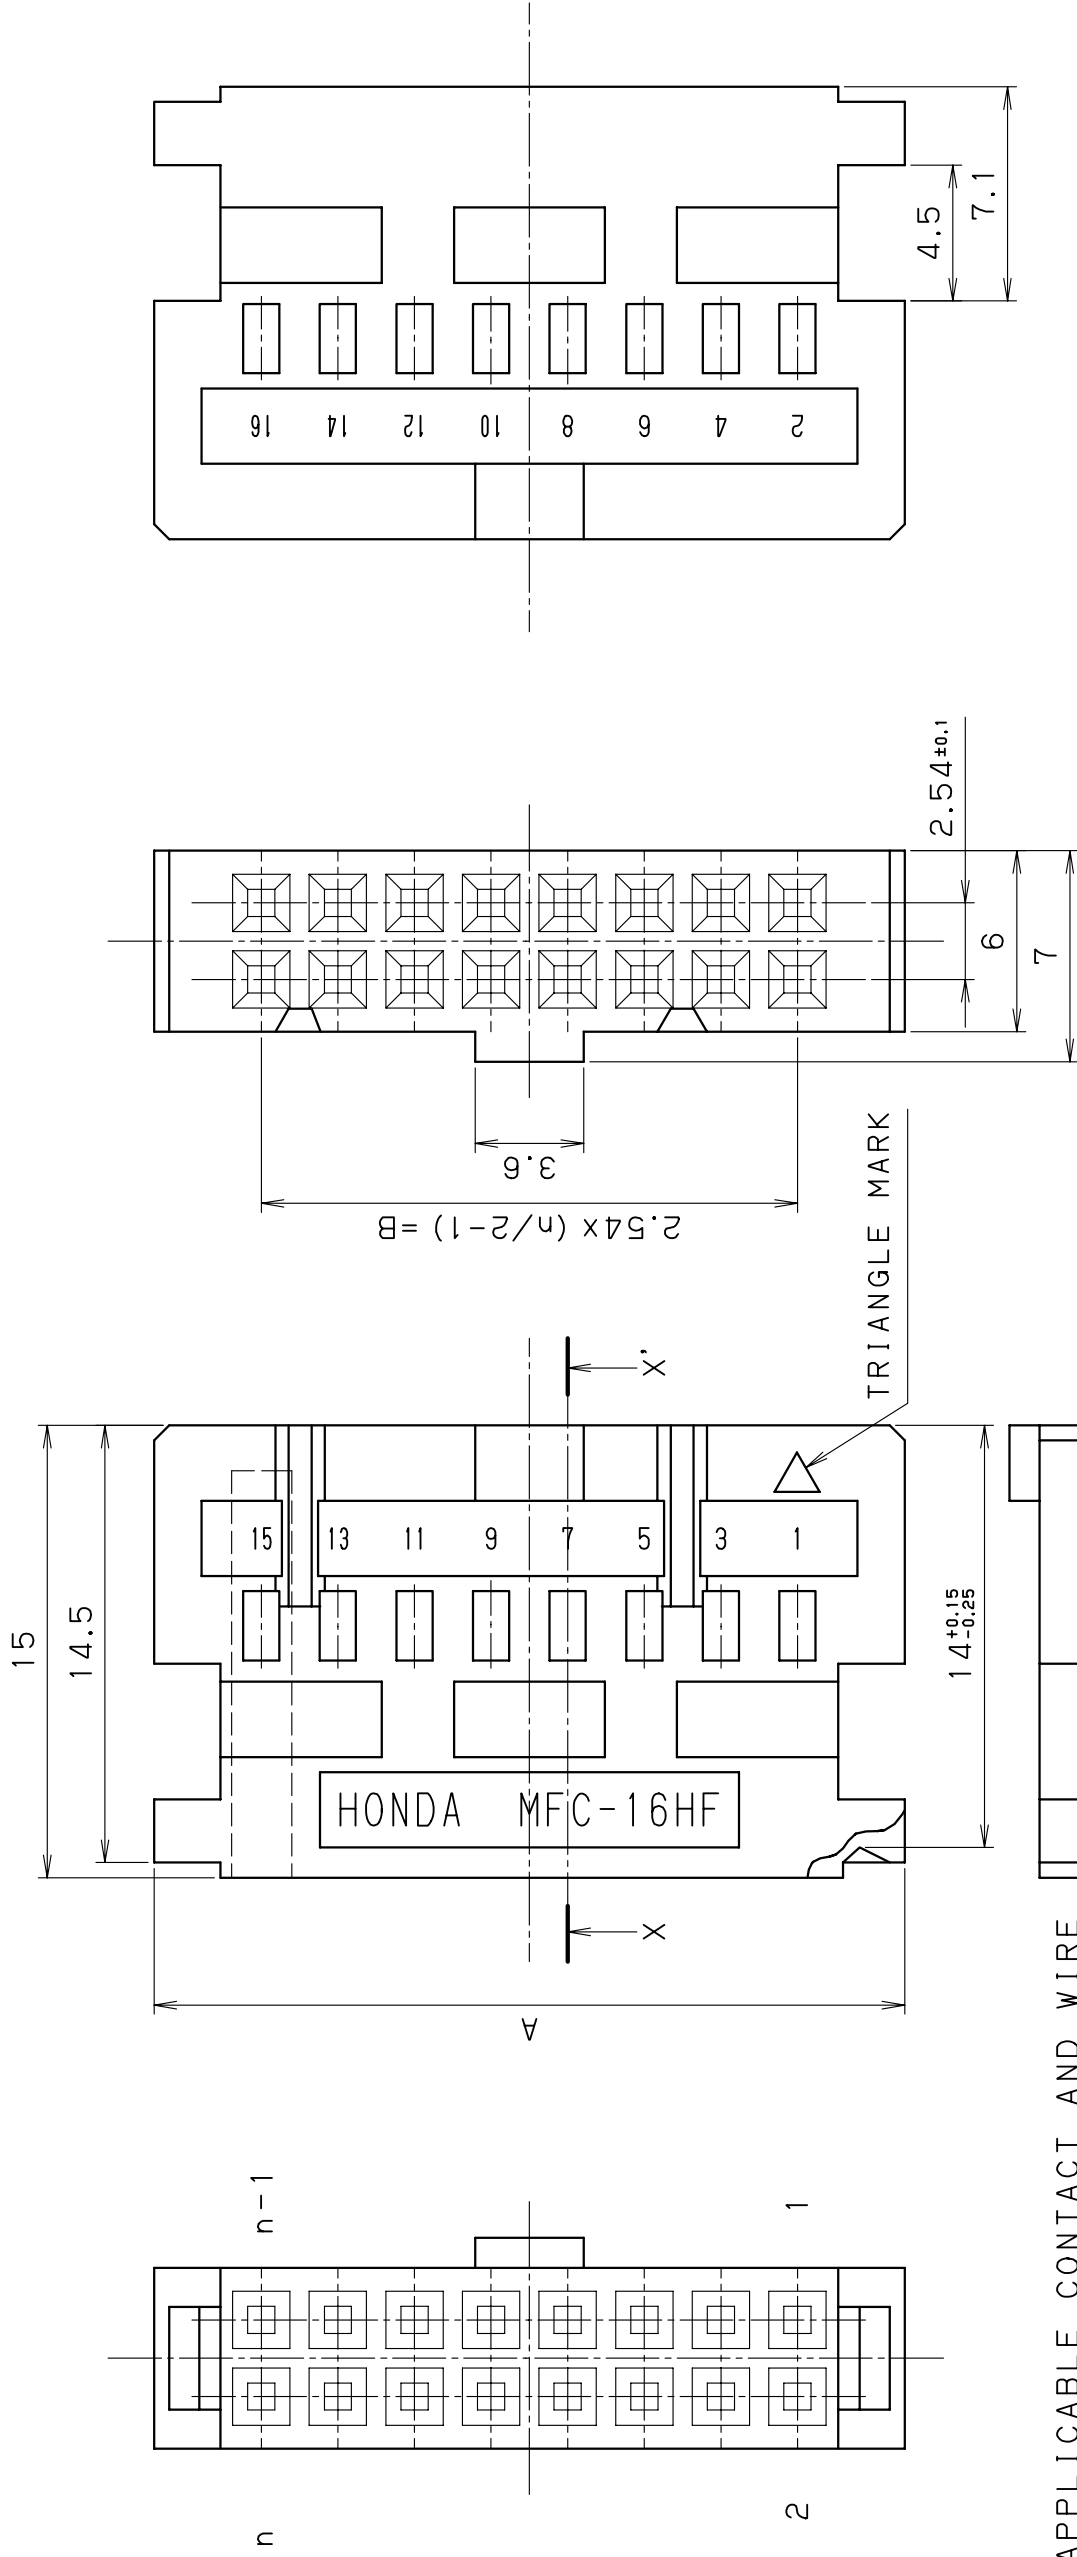 16 14 12 10 8 6 4 2
4.5
7.1
2.54±0.1
6
7
3.6
2.54x (n/2-1) =B
TRIANGLE MARK
X'
15
14.5
15 13 11 9 7 5 3 1
14 +0.15 -0.25
HONDA MFC-16HF
X
A
n-1
1
n
2
APPLICABLE CONTACT AND WIRE